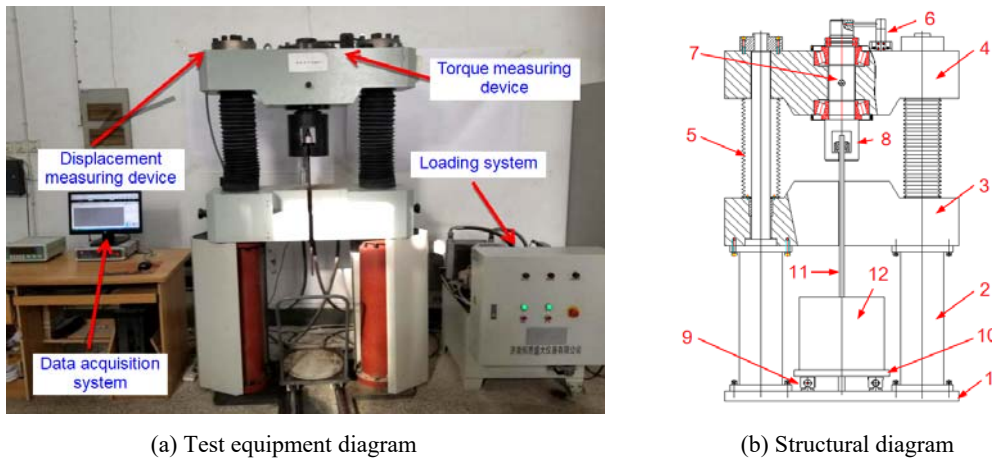 Torque measuring
device
Displacement
measuring device
Loading system
Data acquisition
system
6
7
4
8
5
3
11
12
2
9
10
1
(a) Test equipment diagram
(b) Structural diagram